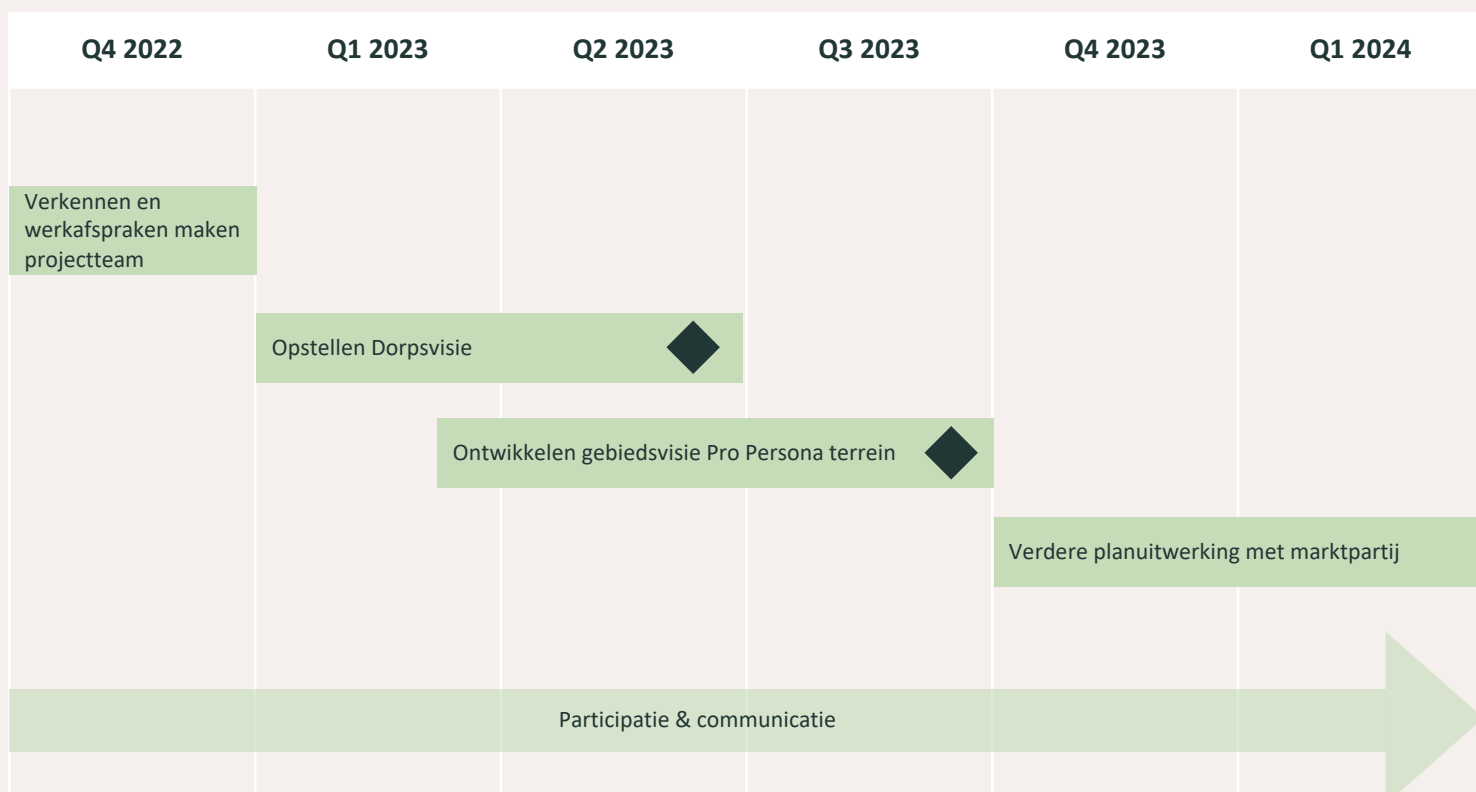 Q4 2022 Q1 2023 Q2 2023 Q3 2023 Q4 2023 Q1 2024
Verkennen en
werkafspraken maken
projectteam
Opstellen Dorpsvisie
Ontwikkelen gebiedsvisie Pro Persona terrein
Verdere planuitwerking met marktpartij
Participatie & communicatie